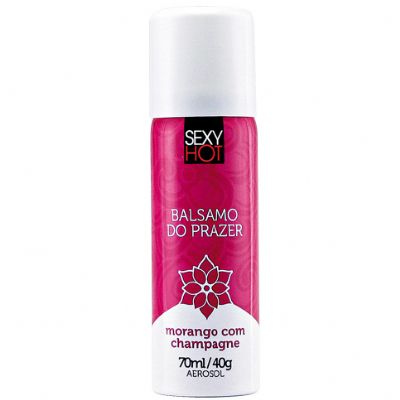 SEXY
HOT
BALSAMO
DO PRAZER
morango com
champagne
70ml/40g
AEROSOL